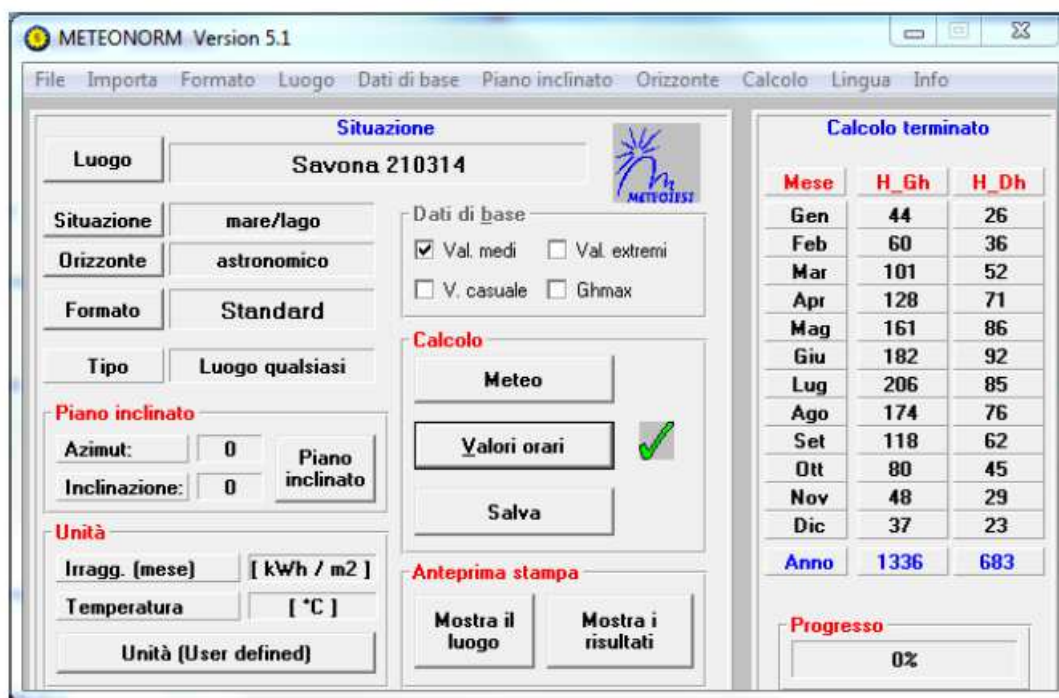 METEONORM Version 5.1
File Importa Formato Luogo Dati di base Piano inclinato Orizzonte Calcolo Lingua Info
Situazione
Luogo Savona 210314
METEOTEST
Situazione mare/lago
Orizzonte astronomico
Formato Standard
Tipo Luogo qualsiasi
Piano inclinato
Azimut: 0
Inclinazione: 0
Piano inclinato
Unità
Irragg. (mese) [ kWh / m2 ]
Temperatura [ °C ]
Unità (User defined)
Dati di base
Val. medi Val. extremi
V. casuale Ghmax
Calcolo
Meteo
Valori orari
Salva
Anteprima stampa
Mostra il luogo
Mostra i risultati
Calcolo terminato
Mese H_Gh H_Dh
Gen 44 26
Feb 60 36
Mar 101 52
Apr 128 71
Mag 161 86
Giu 182 92
Lug 206 85
Ago 174 76
Set 118 62
Ott 80 45
Nov 48 29
Dic 37 23
Anno 1336 683
Progresso
0%